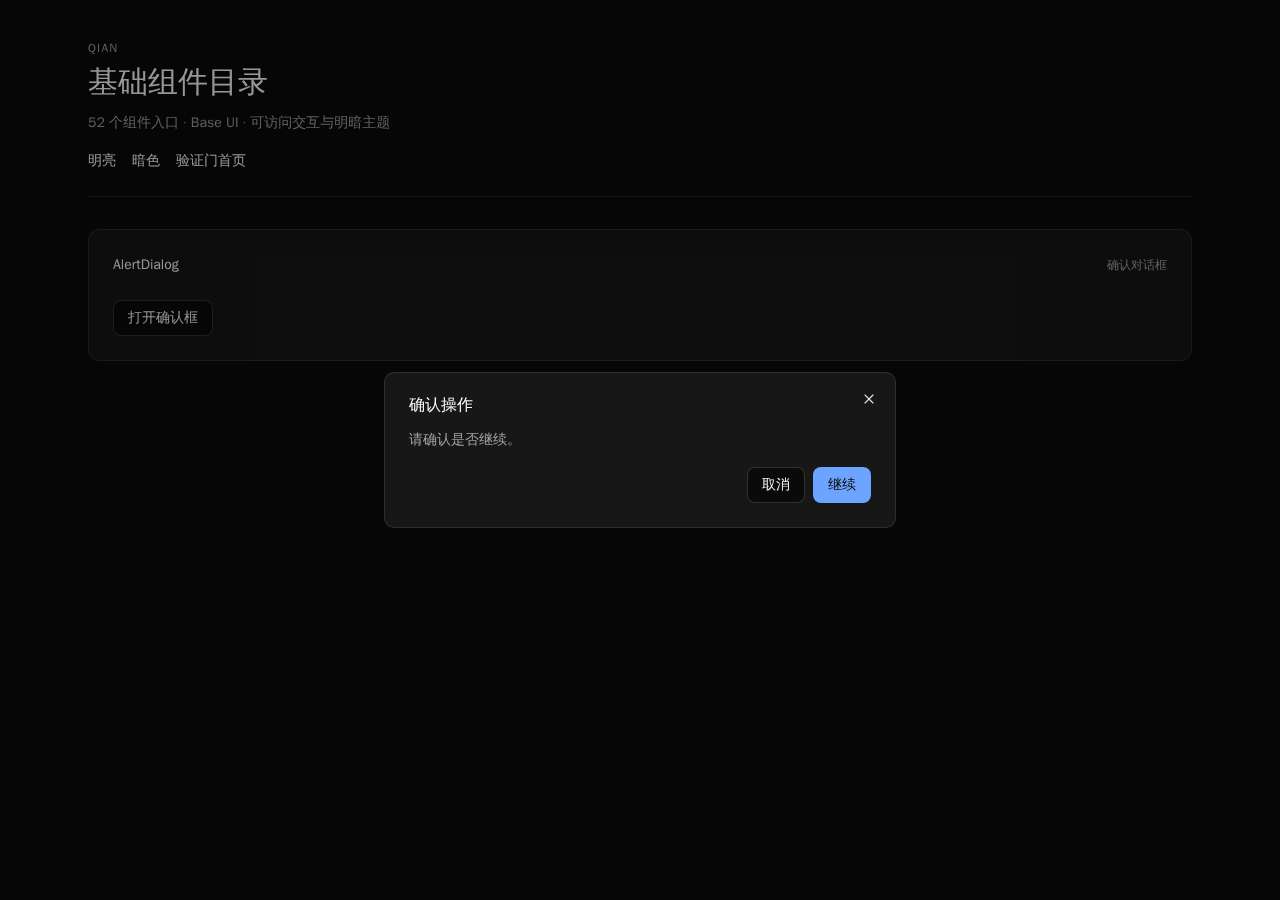 QIAN
基础组件目录
52 个组件入口 · Base UI · 可访问交互与明暗主题
明亮 暗色 验证门首页
AlertDialog 确认对话框
打开确认框
确认操作
请确认是否继续。
取消 继续